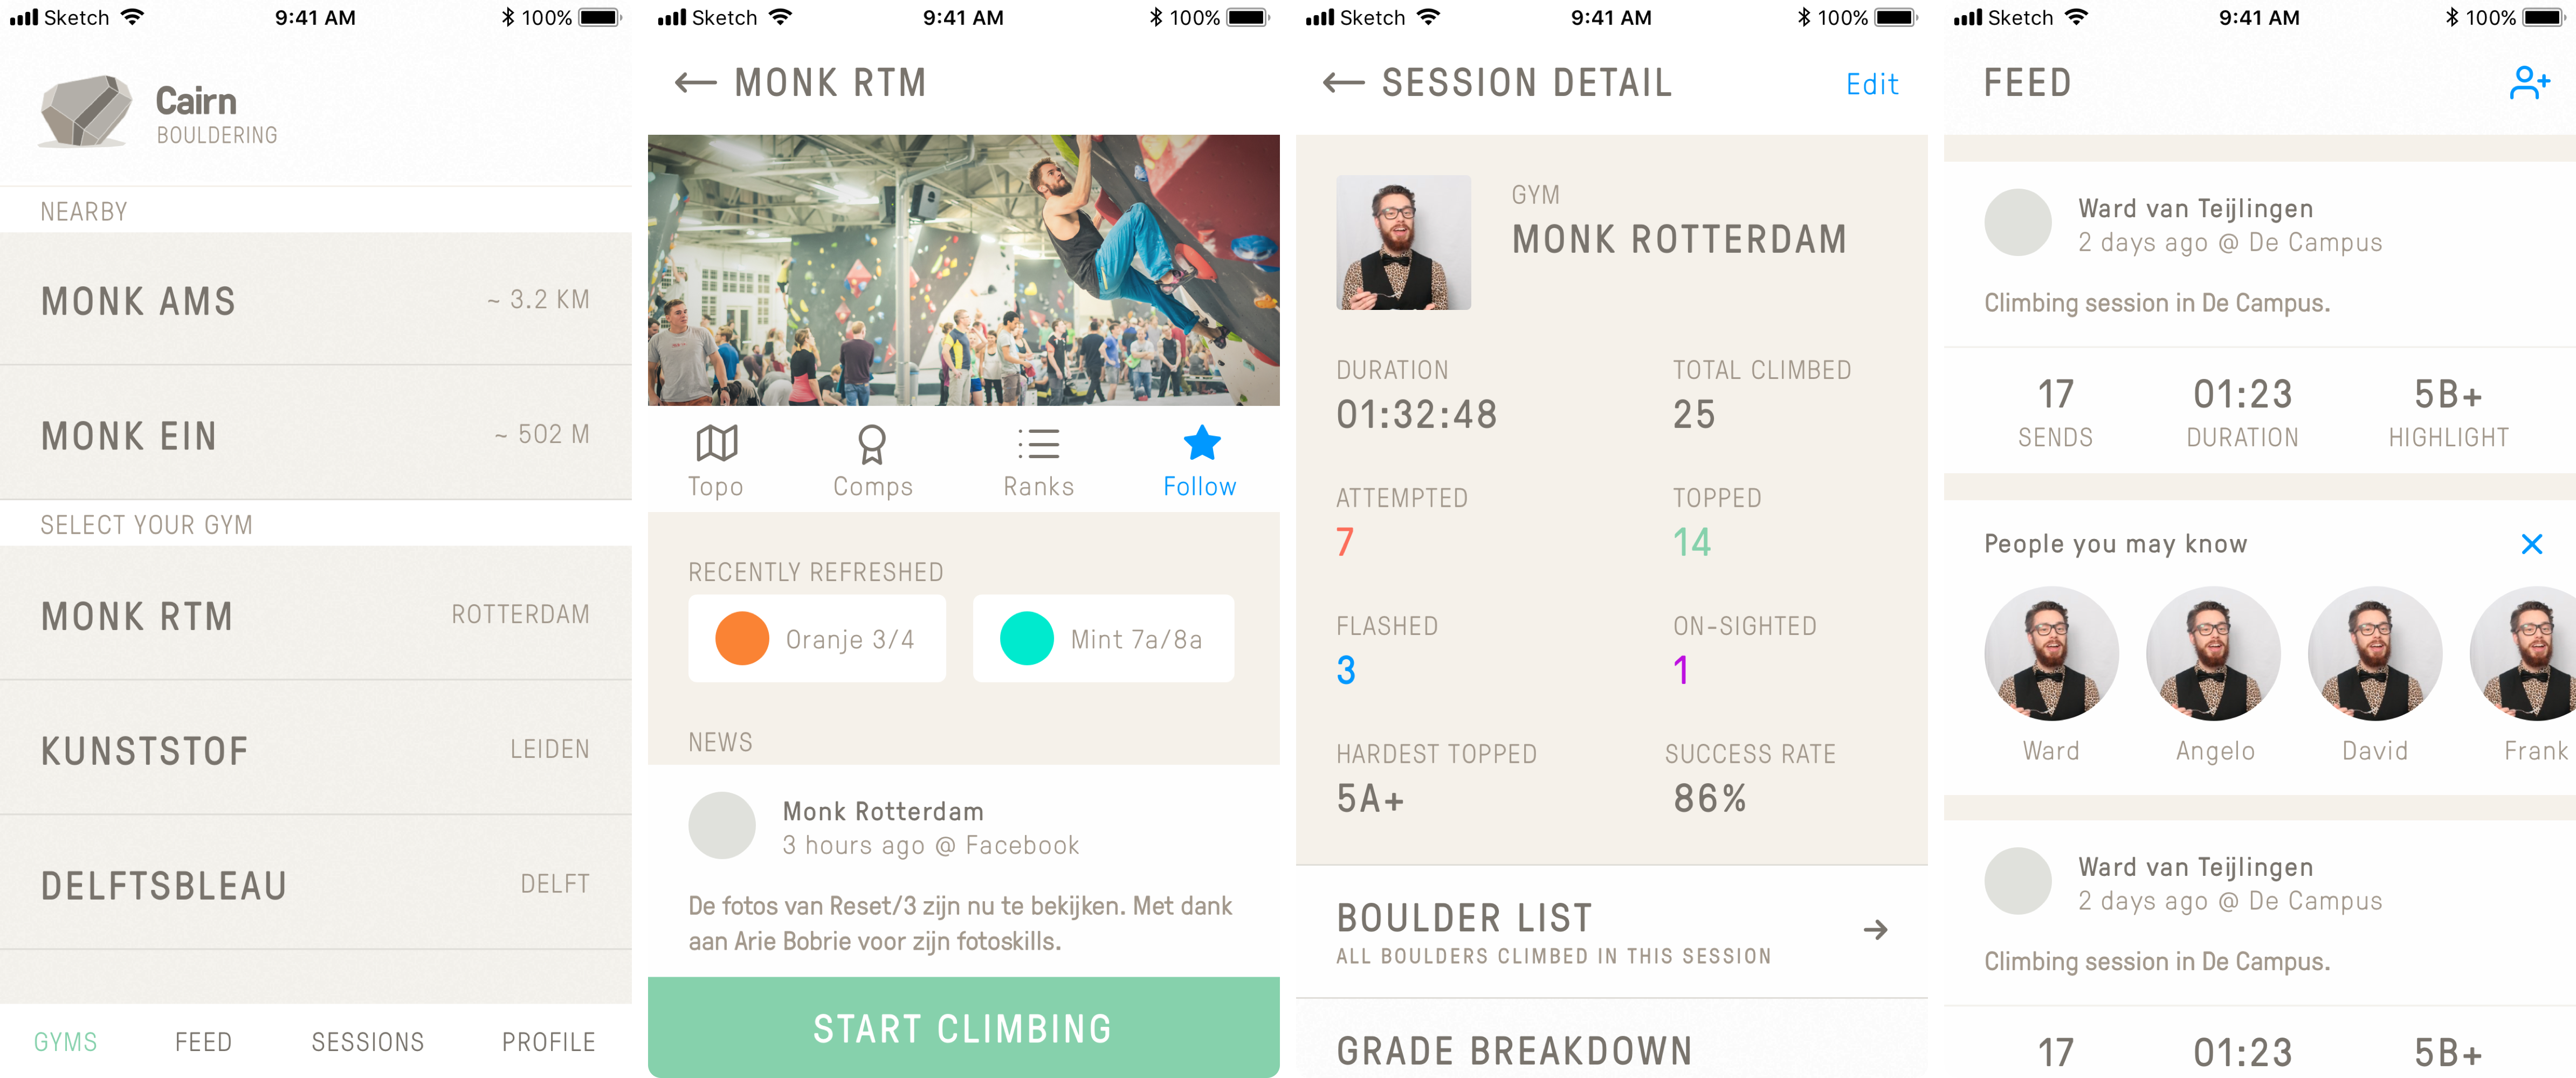 Sketch 9:41 AM 100%
Cairn
BOULDERING
NEARBY
MONK AMS ~ 3.2 KM
MONK EIN ~ 502 M
SELECT YOUR GYM
MONK RTM ROTTERDAM
KUNSTSTOF LEIDEN
DELFTSBLEAU DELFT
GYMS FEED SESSIONS PROFILE
Sketch 9:41 AM 100%
← MONK RTM
Topo Comps Ranks Follow
RECENTLY REFRESHED
Oranje 3/4 Mint 7a/8a
NEWS
Monk Rotterdam
3 hours ago @ Facebook
De fotos van Reset/3 zijn nu te bekijken. Met dank
aan Arie Bobrie voor zijn fotoskills.
START CLIMBING
Sketch 9:41 AM 100%
← SESSION DETAIL Edit
GYM
MONK ROTTERDAM
DURATION TOTAL CLIMBED
01:32:48 25
ATTEMPTED TOPPED
7 14
FLASHED ON-SIGHTED
3 1
HARDEST TOPPED SUCCESS RATE
5A+ 86%
BOULDER LIST →
ALL BOULDERS CLIMBED IN THIS SESSION
GRADE BREAKDOWN
Sketch 9:41 AM 100%
FEED
Ward van Teijlingen
2 days ago @ De Campus
Climbing session in De Campus.
17 01:23 5B+
SENDS DURATION HIGHLIGHT
People you may know
Ward Angelo David Frank
Ward van Teijlingen
2 days ago @ De Campus
Climbing session in De Campus.
17 01:23 5B+